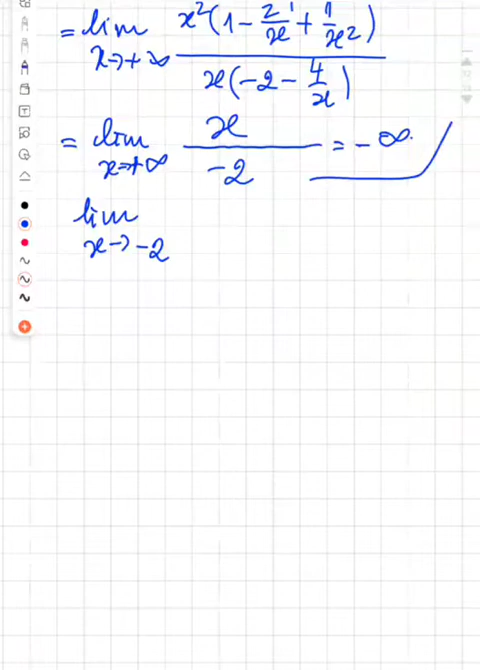 = lim x→+∞ x²(1 - 2/x + 1/x²) / x(-2 - 4/x)
= lim x→+∞ x / -2 = -∞.
lim x→-2